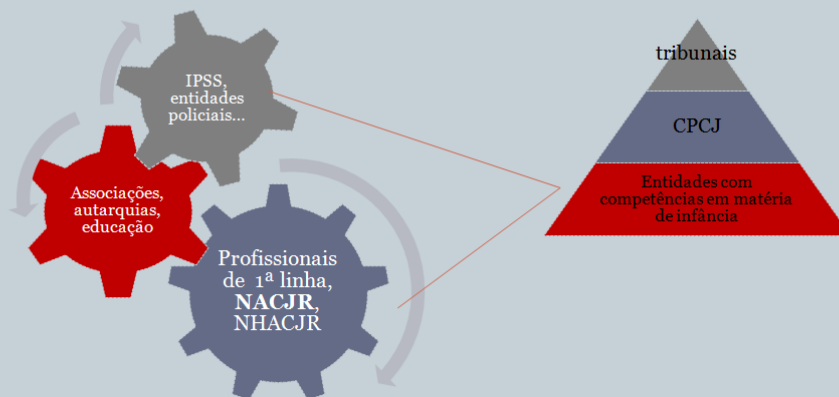 IPSS,
entidades
policiais...
Associações,
autarquias,
educação
Profissionais
de 1ª linha,
NACJR,
NHACJR
tribunais
CPCJ
Entidades com
competências em matéria
de infância